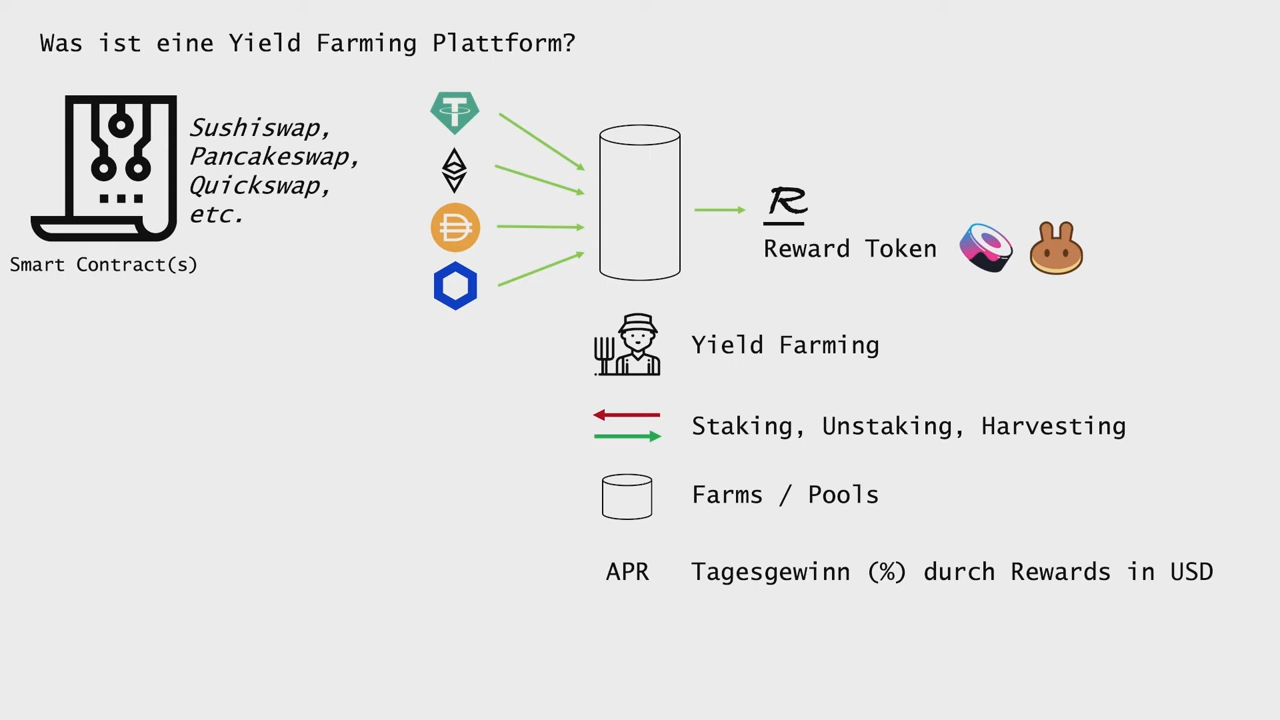 Was ist eine Yield Farming Plattform?
Sushiswap,
Pancakeswap,
Quickswap,
etc.
Smart Contract(s)
R
Reward Token
Yield Farming
Staking, Unstaking, Harvesting
Farms / Pools
APR Tagesgewinn (%) durch Rewards in USD